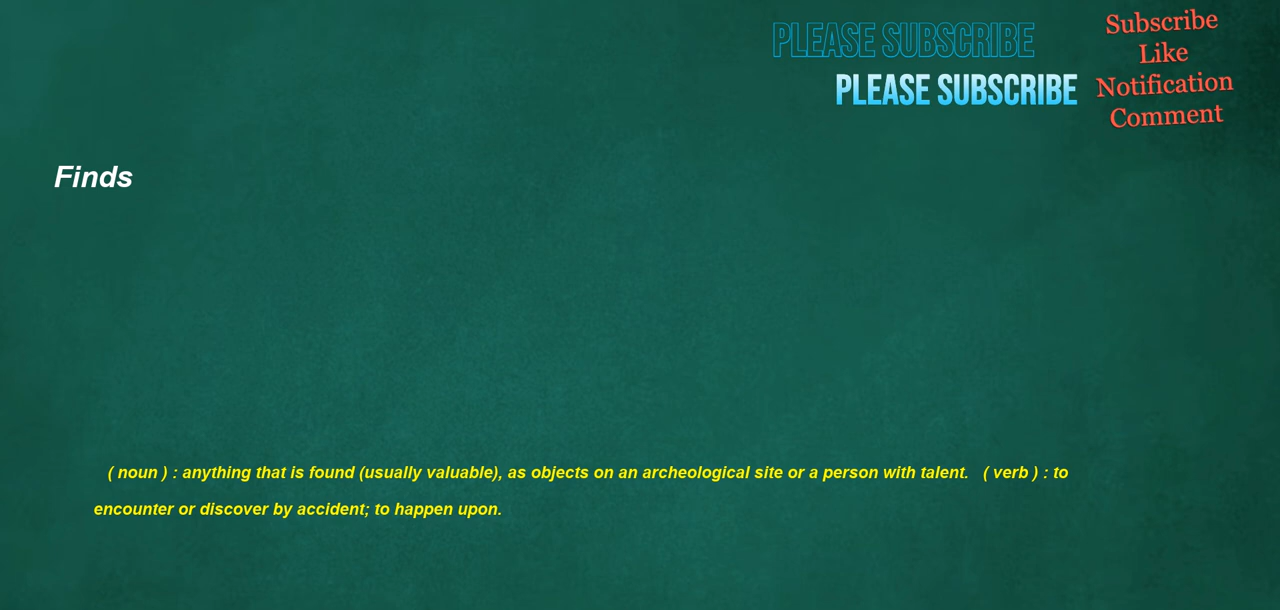 PLEASE SUBSCRIBE
PLEASE SUBSCRIBE
Subscribe
Like
Notification
Comment
Finds
( noun ) : anything that is found (usually valuable), as objects on an archeological site or a person with talent. ( verb ) : to
encounter or discover by accident; to happen upon.